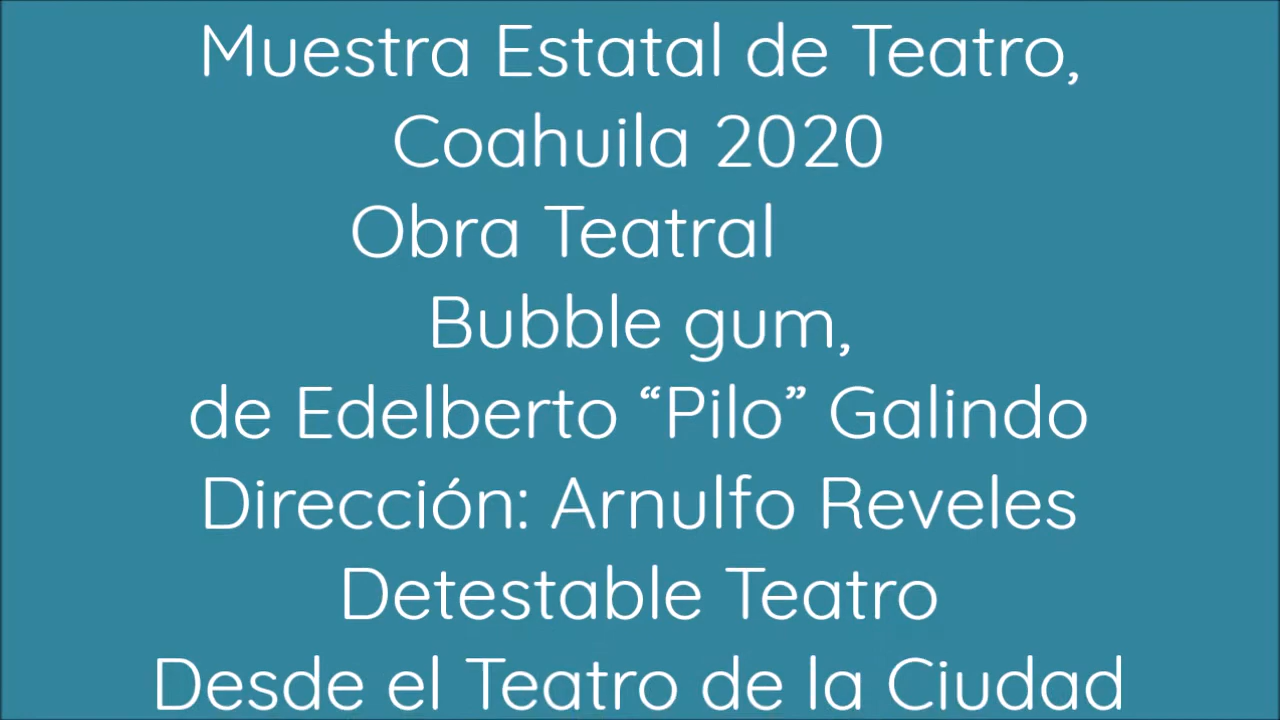 Muestra Estatal de Teatro,
Coahuila 2020
Obra Teatral
Bubble gum,
de Edelberto “Pilo” Galindo
Dirección: Arnulfo Reveles
Detestable Teatro
Desde el Teatro de la Ciudad